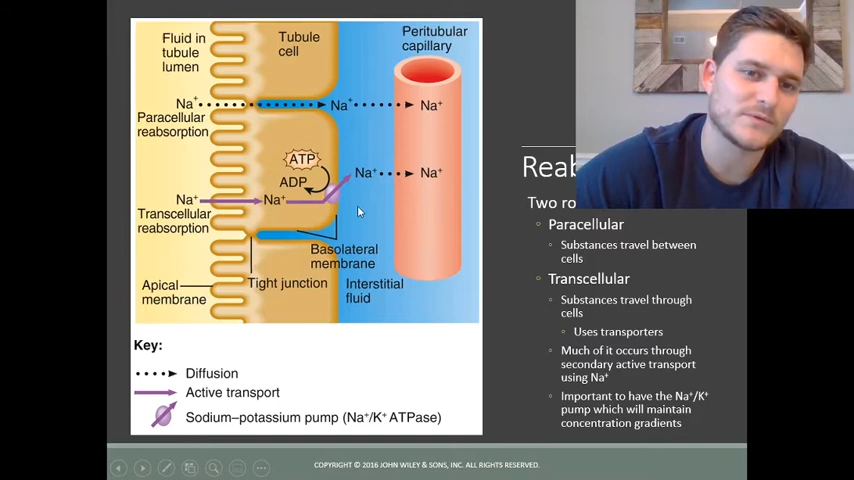 Fluid in
tubule
lumen
Tubule
cell
Peritubular
capillary
Na+
Na+
Na+
Paracellular
reabsorption
ATP
ADP
Na+
Na+
Na+
Na+
Transcellular
reabsorption
Basolateral
membrane
Tight junction
Interstitial
fluid
Apical
membrane
Key:
Diffusion
Active transport
Sodium–potassium pump (Na+/K+ ATPase)
Two
Paracellular
Substances travel between
cells
Transcellular
Substances travel through
cells
Uses transporters
Much of it occurs through
secondary active transport
using Na+
Important to have the Na+/K+
pump which will maintain
concentration gradients
COPYRIGHT © 2016 JOHN WILEY & SONS, INC. ALL RIGHTS RESERVED.